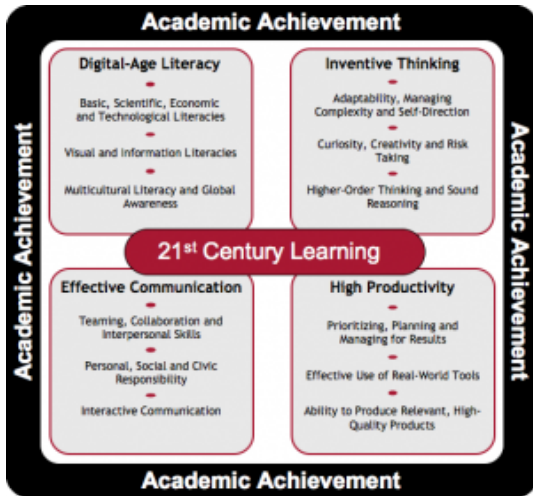 Academic Achievement
Academic Achievement
Digital-Age Literacy
Basic, Scientific, Economic
and Technological Literacies
Visual and Information Literacies
Multicultural Literacy and Global
Awareness
Inventive Thinking
Adaptability, Managing
Complexity and Self-Direction
Curiosity, Creativity and Risk
Taking
Higher-Order Thinking and Sound
Reasoning
Academic Achievement
21st Century Learning
Effective Communication
Teaming, Collaboration and
Interpersonal Skills
Personal, Social and Civic
Responsibility
Interactive Communication
High Productivity
Prioritizing, Planning and
Managing for Results
Effective Use of Real-World Tools
Ability to Produce Relevant, High-
Quality Products
Academic Achievement